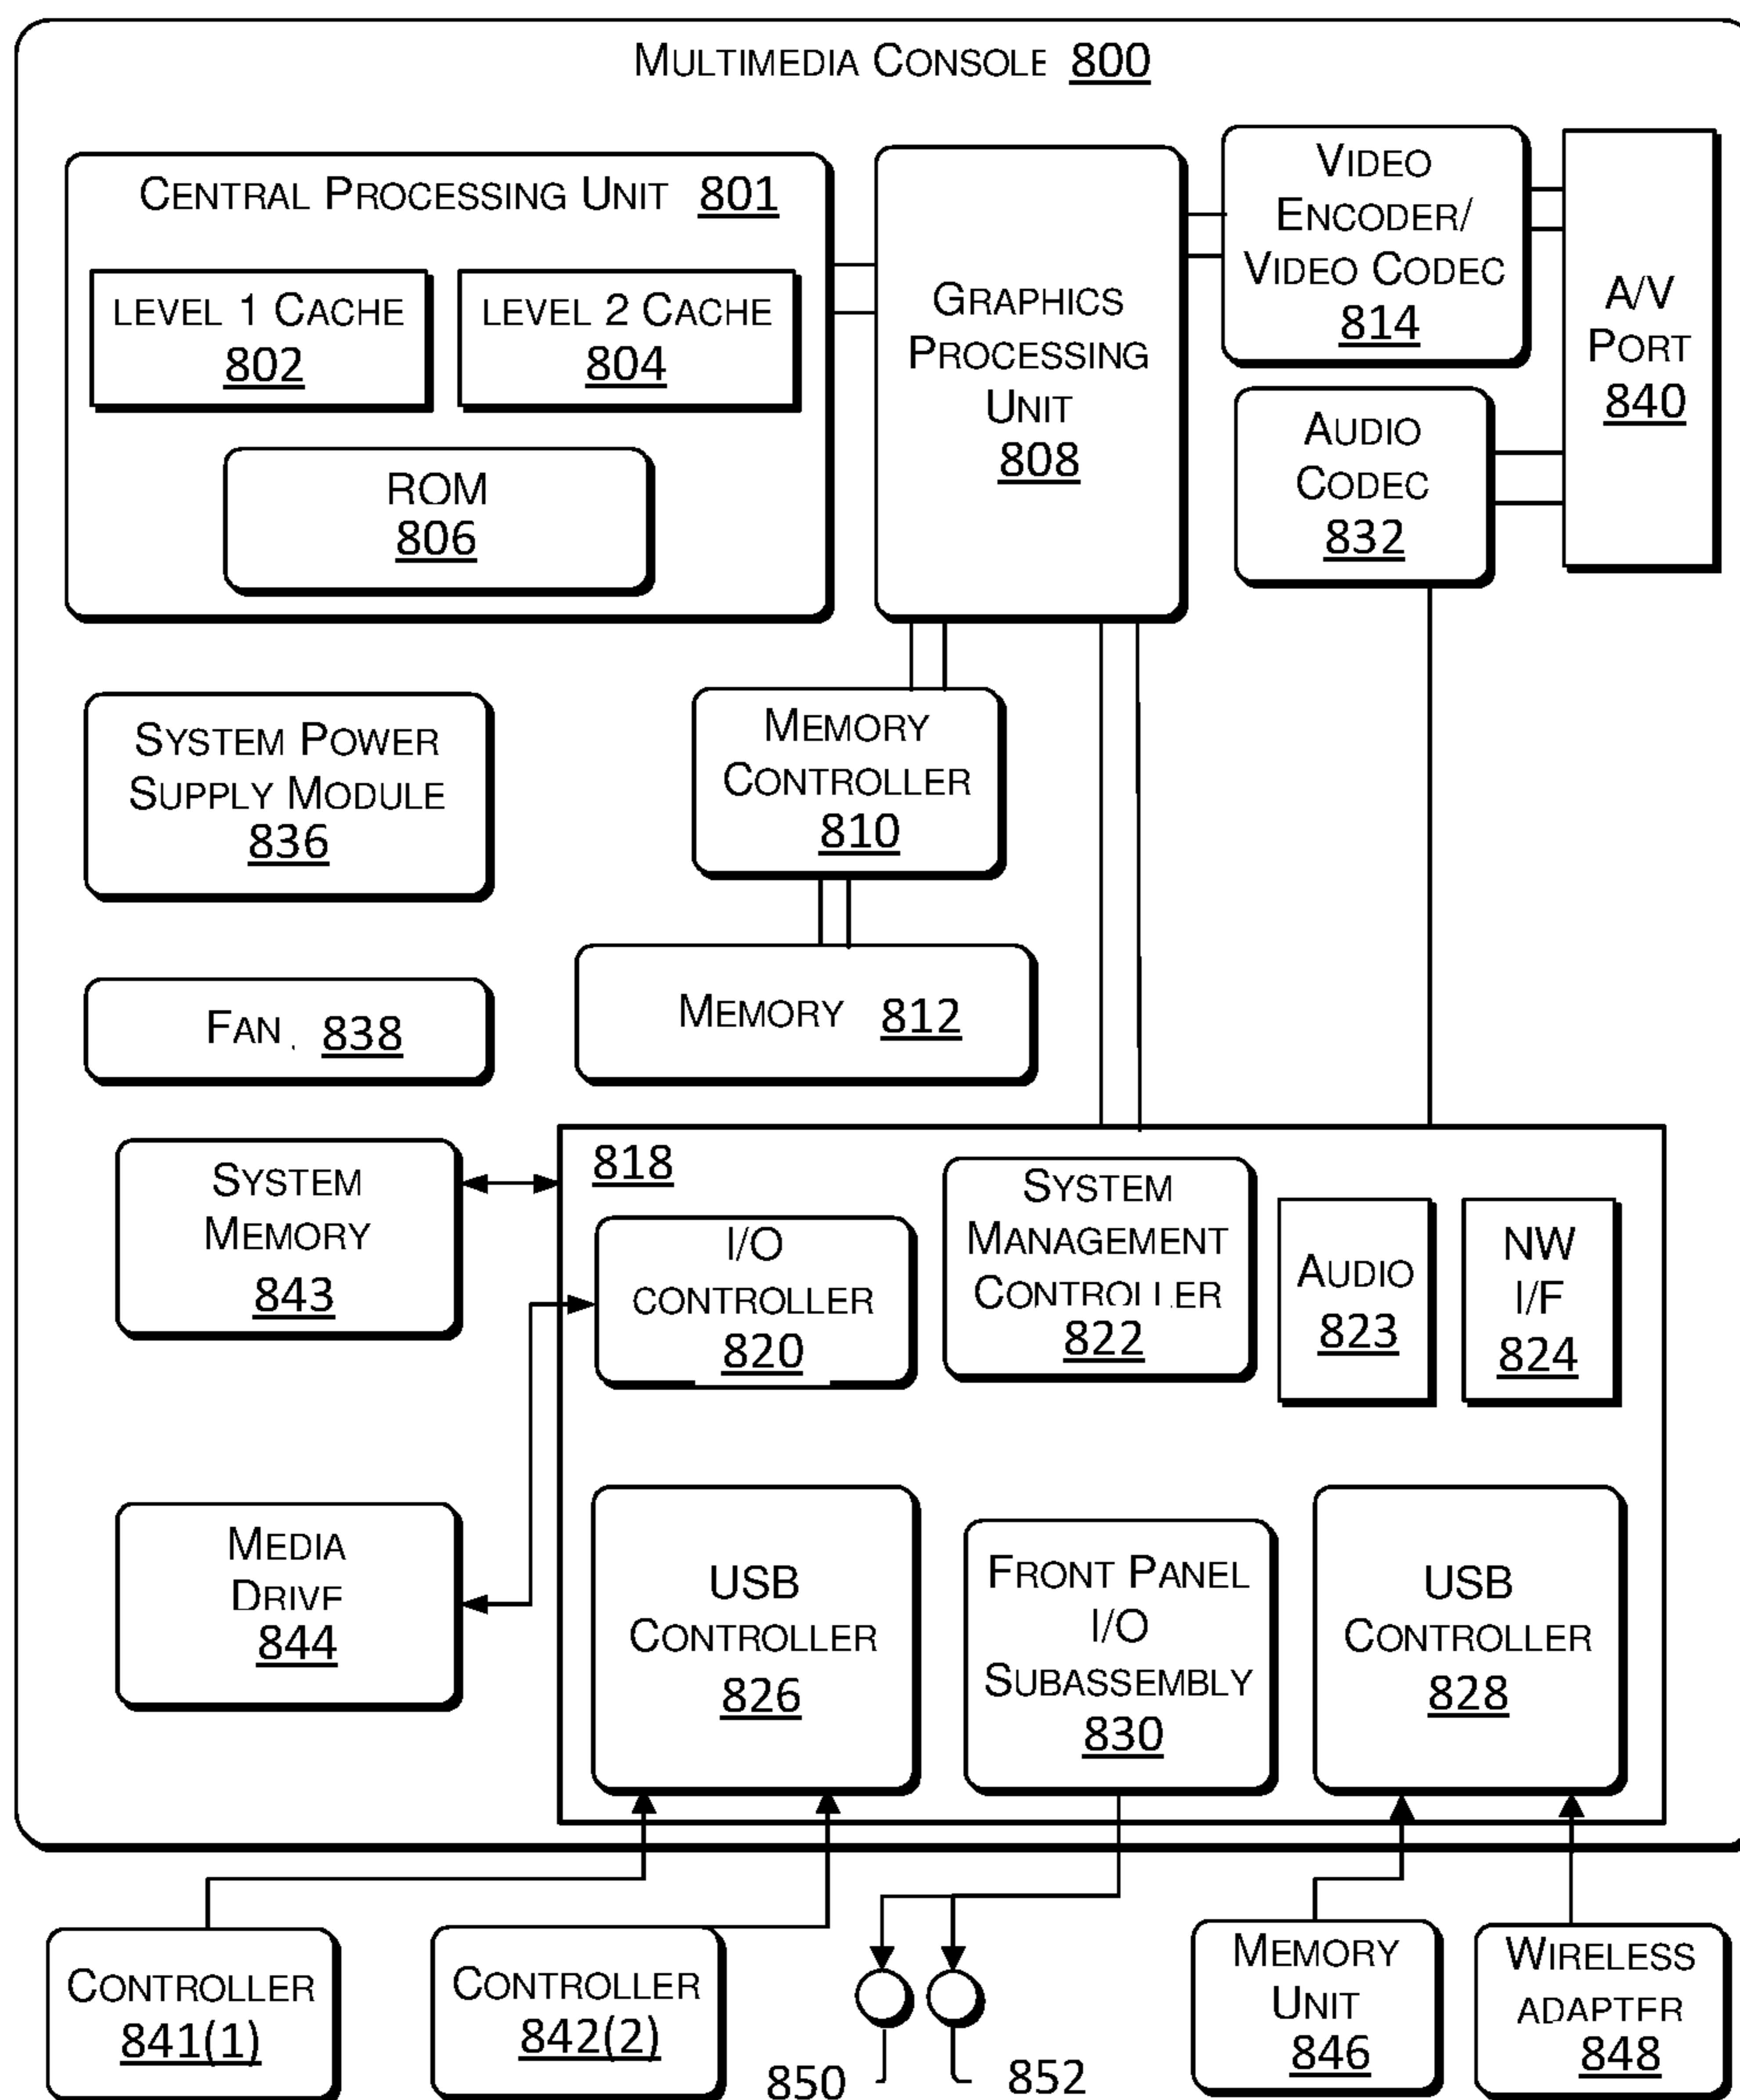 MULTIMEDIA CONSOLE 800
CENTRAL PROCESSING UNIT 801
LEVEL 1 CACHE
802
LEVEL 2 CACHE
804
ROM
806
GRAPHICS
PROCESSING
UNIT
808
VIDEO
ENCODER/
VIDEO CODEC
814
AUDIO
CODEC
832
A/V
PORT
840
SYSTEM POWER
SUPPLY MODULE
836
MEMORY
CONTROLLER
810
FAN 838
MEMORY 812
SYSTEM
MEMORY
843
818
I/O
CONTROLLER
820
SYSTEM
MANAGEMENT
CONTROLLER
822
AUDIO
823
NW
I/F
824
MEDIA
DRIVE
844
USB
CONTROLLER
826
FRONT PANEL
I/O
SUBASSEMBLY
830
USB
CONTROLLER
828
CONTROLLER
841(1)
CONTROLLER
842(2)
850
852
MEMORY
UNIT
846
WIRELESS
ADAPTER
848